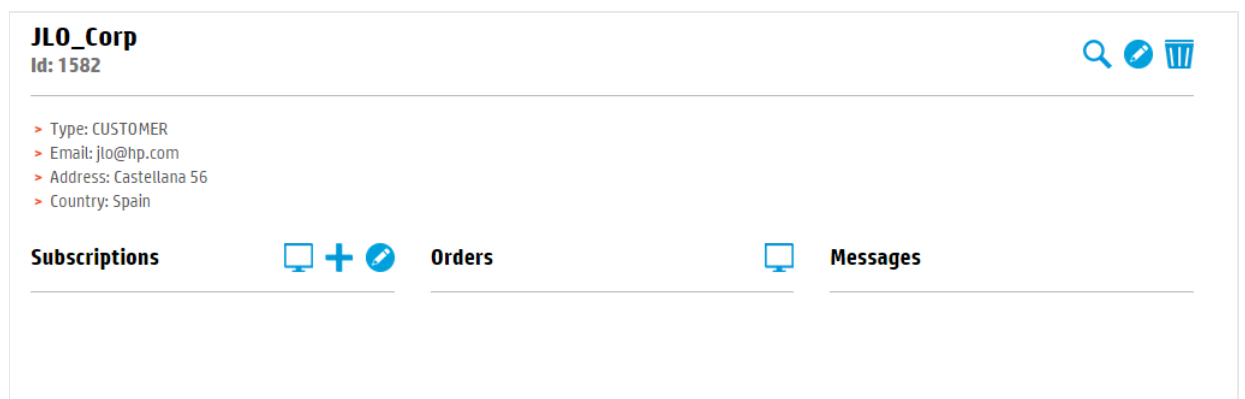 JLO_Corp
Id: 1582
> Type: CUSTOMER
> Email: jlo@hp.com
> Address: Castellana 56
> Country: Spain
Subscriptions
Orders
Messages